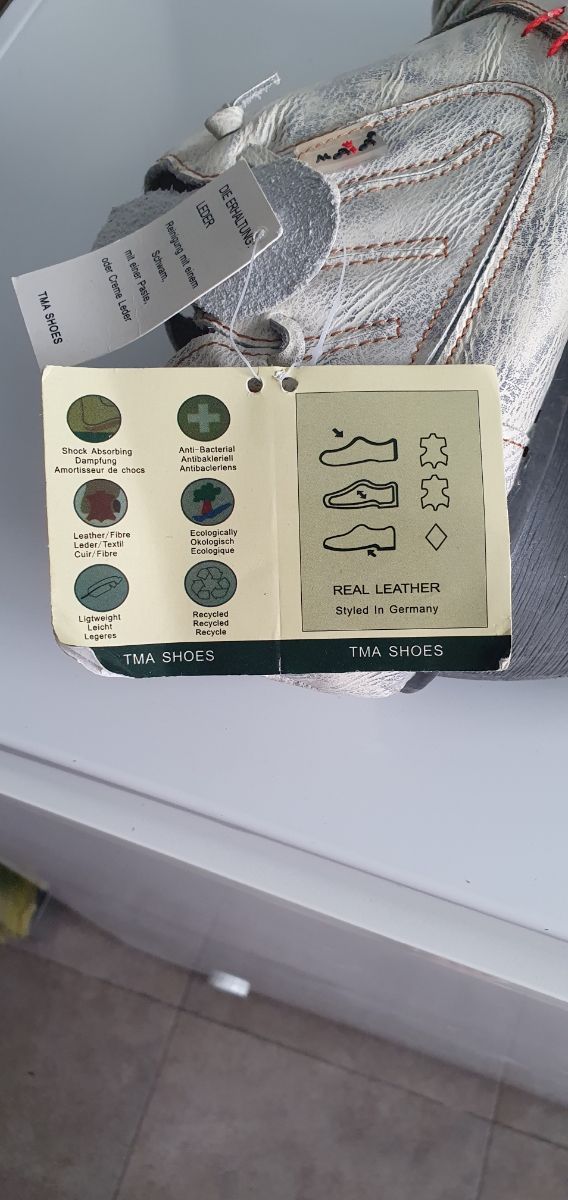 DIE ERHALTUNG:
LEDER
Reinigung mit einem
Schwam,
mit einer Paste,
oder Creme Leder
TMA SHOES
Shock Absorbing
Dampfung
Amortisseur de chocs
Anti-Bacterial
Antibakleriell
Antibacleriens
Leather/Fibre
Leder/Textil
Cuir/Fibre
Ecologically
Okologisch
Ecologique
Ligtweight
Leicht
Legeres
Recycled
Recycled
Recycle
TMA SHOES
REAL LEATHER
Styled In Germany
TMA SHOES